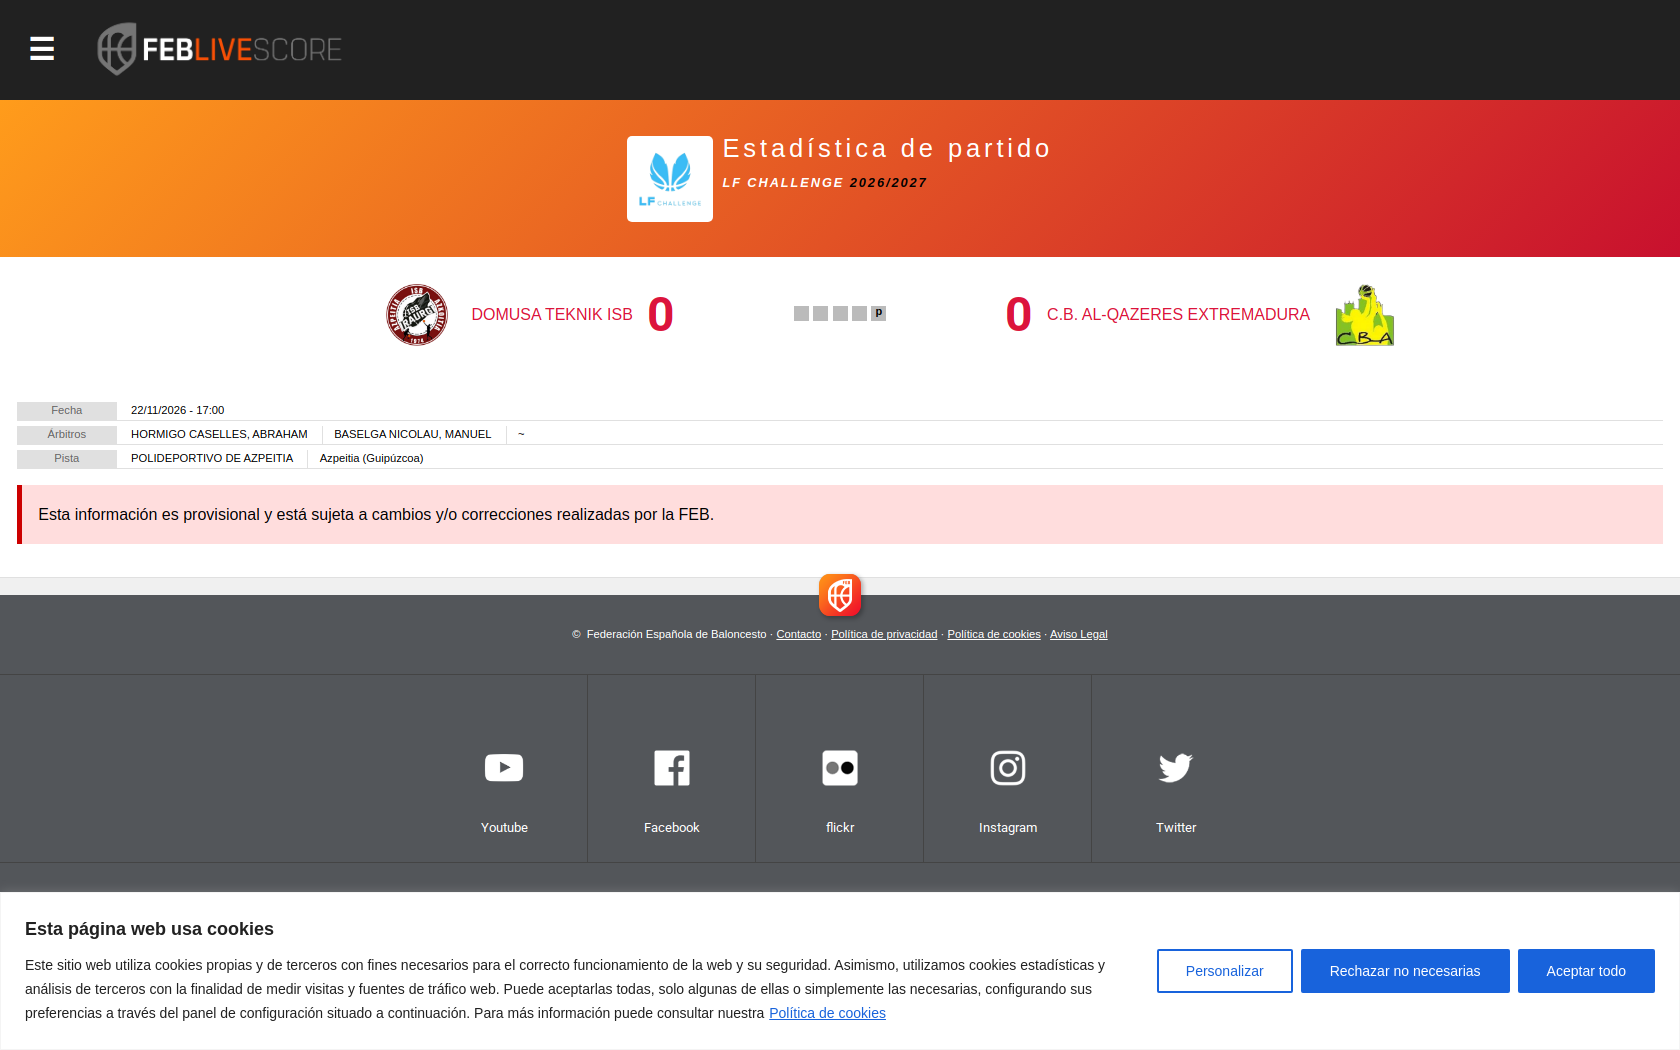 ☰ FEBLIVESCORE
Estadística de partido
LF CHALLENGE
LF CHALLENGE 2026/2027
DOMUSA TEKNIK ISB 0 p 0 C.B. AL-QAZERES EXTREMADURA
ISB
1974
CBA
Fecha 22/11/2026 - 17:00
Árbitros HORMIGO CASELLES, ABRAHAM BASELGA NICOLAU, MANUEL ~
Pista POLIDEPORTIVO DE AZPEITIA Azpeitia (Guipúzcoa)
Esta información es provisional y está sujeta a cambios y/o correcciones realizadas por la FEB.
© Federación Española de Baloncesto · Contacto · Política de privacidad · Política de cookies · Aviso Legal
Youtube Facebook flickr Instagram Twitter
Esta página web usa cookies
Este sitio web utiliza cookies propias y de terceros con fines necesarios para el correcto funcionamiento de la web y su seguridad. Asimismo, utilizamos cookies estadísticas y
análisis de terceros con la finalidad de medir visitas y fuentes de tráfico web. Puede aceptarlas todas, solo algunas de ellas o simplemente las necesarias, configurando sus
preferencias a través del panel de configuración situado a continuación. Para más información puede consultar nuestra Política de cookies
Personalizar Rechazar no necesarias Aceptar todo